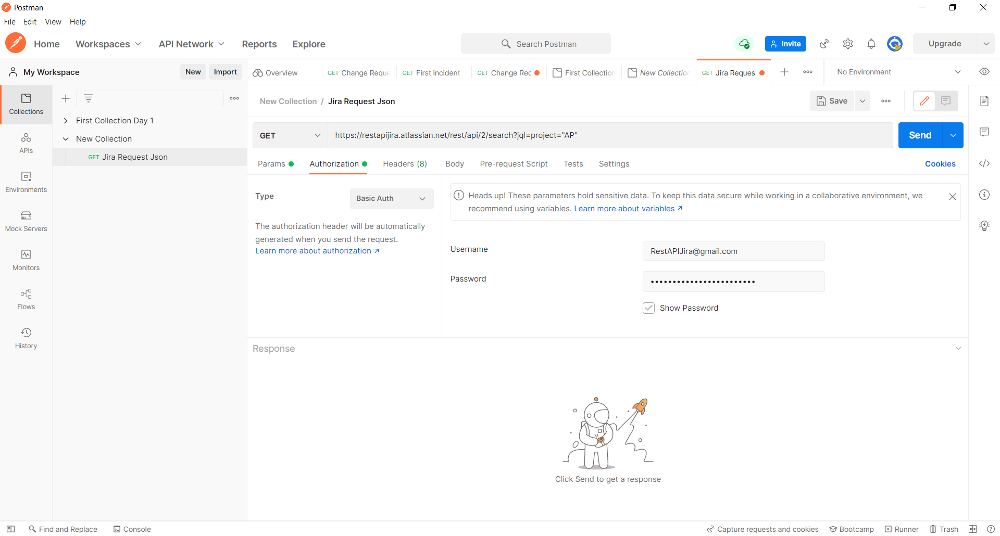 Postman
File Edit View Help
Home Workspaces API Network Reports Explore
Search Postman
Invite
Upgrade
My Workspace
New Import
Overview
GET Change Reque
GET First incident
GET Change Rec
First Collection
New Collection
GET Jira Reques
No Environment
Collections
APIs
Environments
Mock Servers
Monitors
Flows
History
First Collection Day 1
New Collection
GET Jira Request Json
New Collection / Jira Request Json
Save
GET
https://restapijira.atlassian.net/rest/api/2/search?jql=project="AP"
Send
Params Authorization Headers (8) Body Pre-request Script Tests Settings
Cookies
Type
Basic Auth
The authorization header will be automatically
generated when you send the request.
Learn more about authorization ↗
Heads up! These parameters hold sensitive data. To keep this data secure while working in a collaborative environment, we
recommend using variables. Learn more about variables ↗
Username
RestAPIJira@gmail.com
Password
••••••••••••••••••••••••
Show Password
Response
Click Send to get a response
Find and Replace
Console
Capture requests and cookies
Bootcamp
Runner
Trash